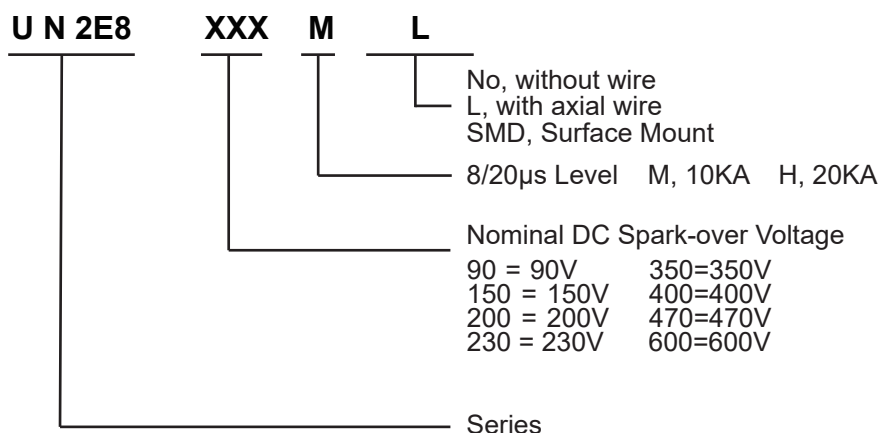 U N 2E8 XXX M L
No, without wire
L, with axial wire
SMD, Surface Mount
8/20µs Level M, 10KA H, 20KA
Nominal DC Spark-over Voltage
90 = 90V 350=350V
150 = 150V 400=400V
200 = 200V 470=470V
230 = 230V 600=600V
Series